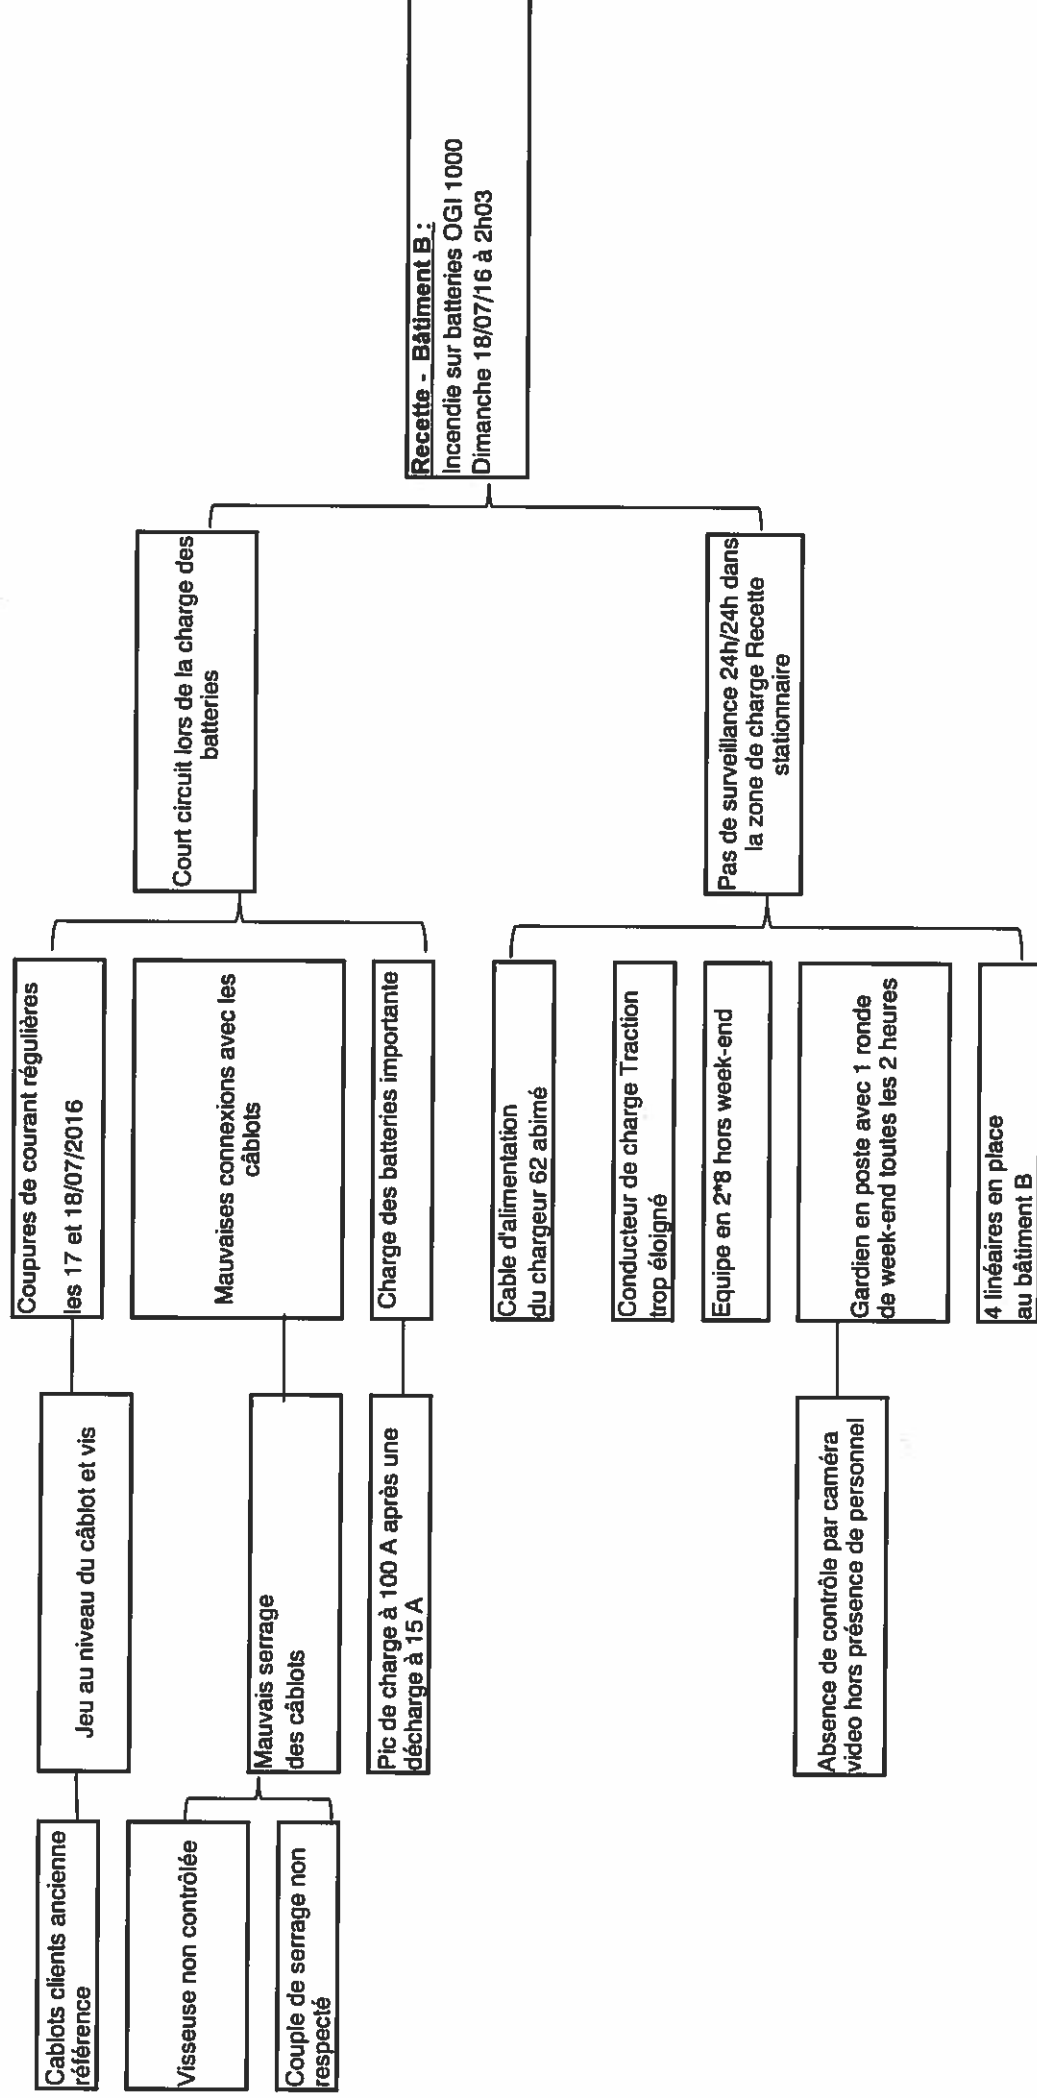 Cablots clients ancienne
référence
Visseuse non contrôlée
Couple de serrage non
respecté
Jeu au niveau du câblot et vis
Mauvais serrage
des câblots
Pic de charge à 100 A après une
décharge à 15 A
Absence de contrôle par caméra
video hors présence de personnel
Coupures de courant régulières
les 17 et 18/07/2016
Mauvaises connexions avec les
câblots
Charge des batteries importante
Cable d'alimentation
du chargeur 62 abimé
Conducteur de charge Traction
trop éloigné
Equipe en 2*8 hors week-end
Gardien en poste avec 1 ronde
de week-end toutes les 2 heures
4 linéaires en place
au bâtiment B
Court circuit lors de la charge des
batteries
Pas de surveillance 24h/24h dans
la zone de charge Recette
stationnaire
Recette - Bâtiment B :
Incendie sur batteries OGI 1000
Dimanche 18/07/16 à 2h03